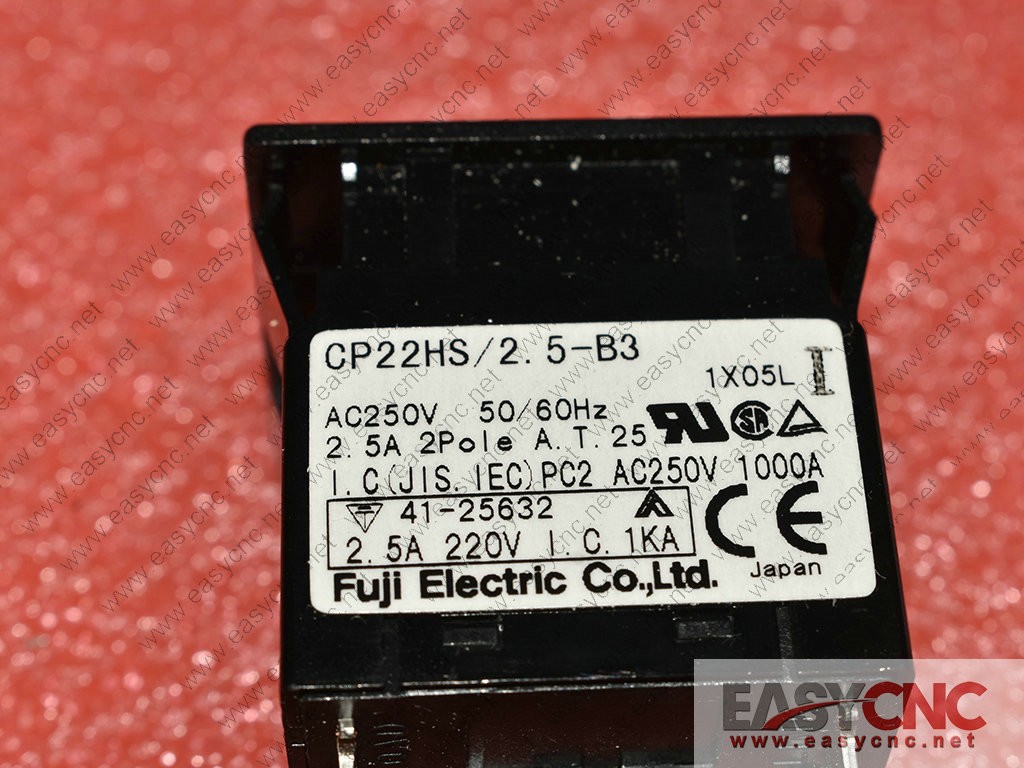 CP22HS/2.5-B3
1X05L
AC250V 50/60Hz
2.5A 2Pole A.T.25
I.C(JIS.IEC)PC2 AC250V 1000A
41-25632
2.5A 220V I.C.1KA
CE
Fuji Electric Co.,Ltd.
Japan
EASYCNC
www.easycnc.net